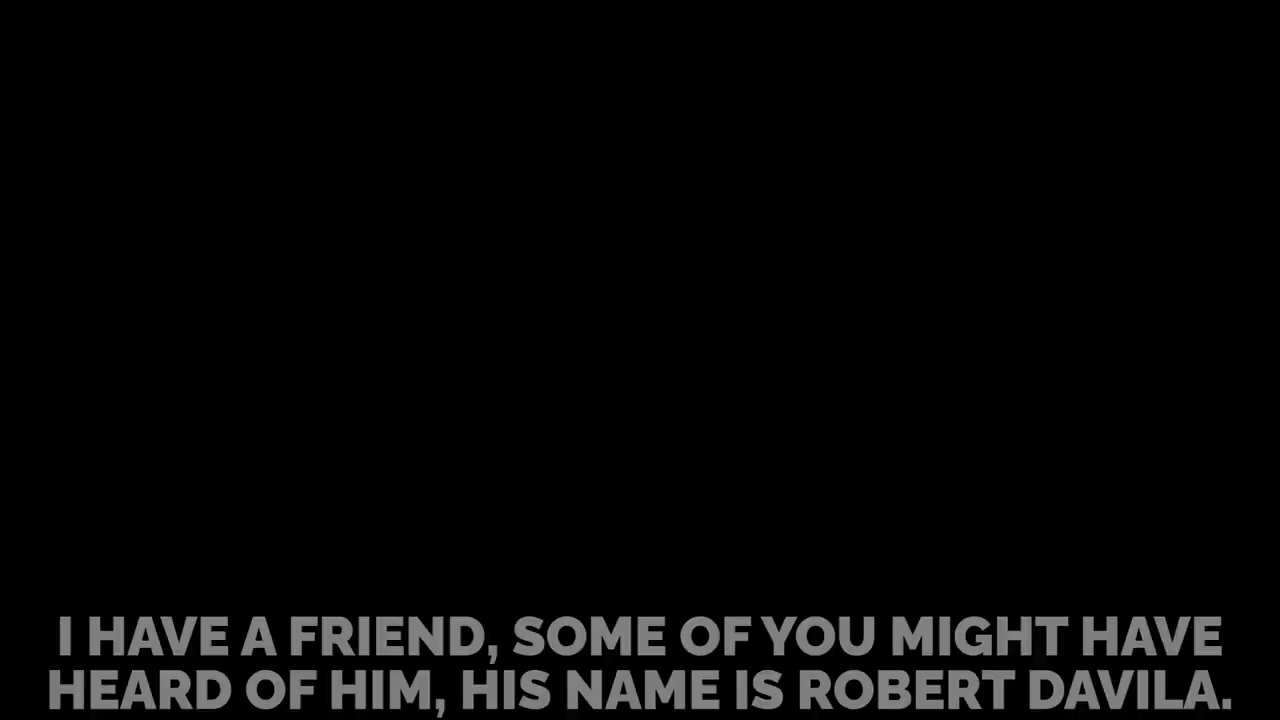 I HAVE A FRIEND, SOME OF YOU MIGHT HAVE
HEARD OF HIM, HIS NAME IS ROBERT DAVILA.